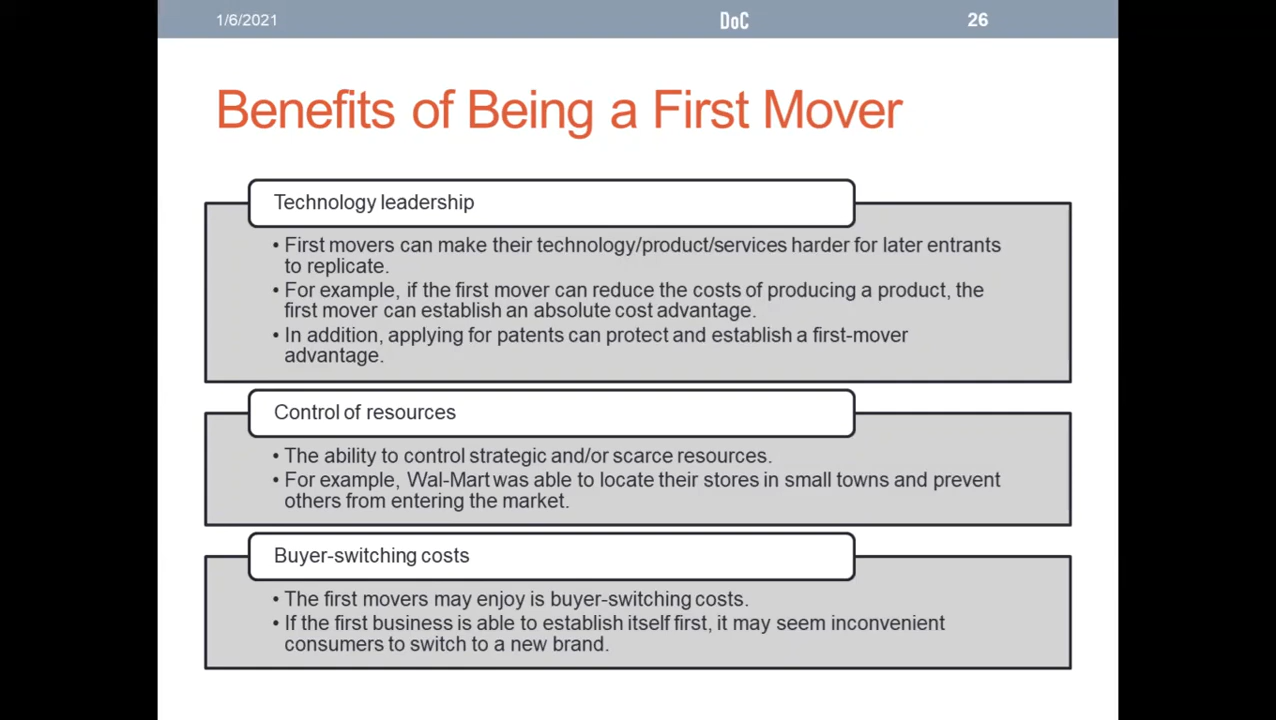 1/6/2021
DoC
26
Benefits of Being a First Mover
Technology leadership
• First movers can make their technology/product/services harder for later entrants
to replicate.
• For example, if the first mover can reduce the costs of producing a product, the
first mover can establish an absolute cost advantage.
• In addition, applying for patents can protect and establish a first-mover
advantage.
Control of resources
• The ability to control strategic and/or scarce resources.
• For example, Wal-Mart was able to locate their stores in small towns and prevent
others from entering the market.
Buyer-switching costs
• The first movers may enjoy is buyer-switching costs.
• If the first business is able to establish itself first, it may seem inconvenient
consumers to switch to a new brand.